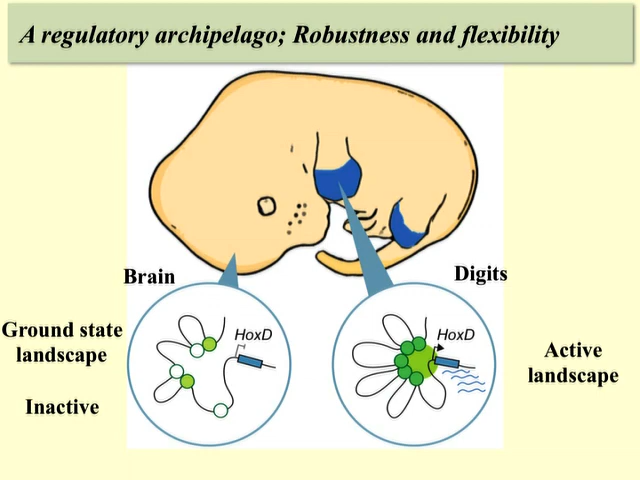 A regulatory archipelago; Robustness and flexibility
Brain
Digits
Ground state
landscape
Inactive
HoxD
HoxD
Active
landscape